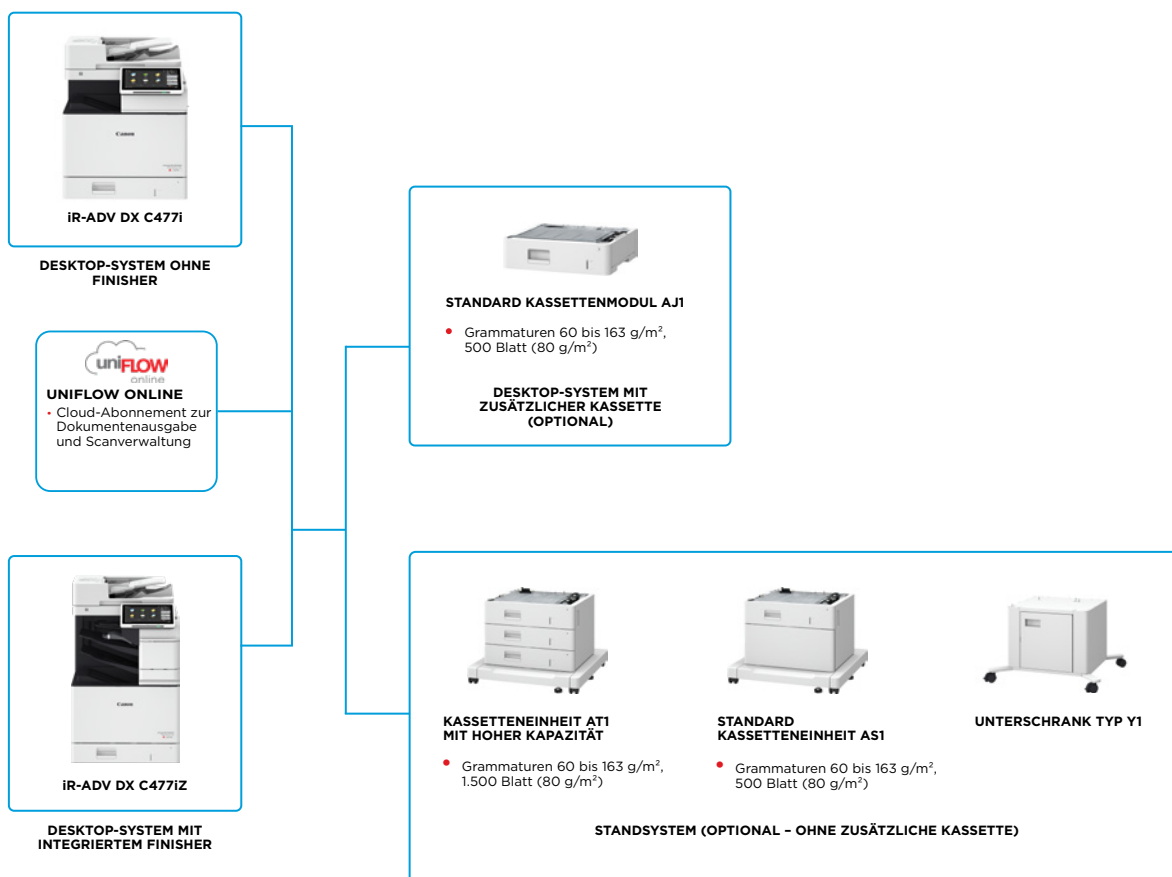 Canon
iR-ADV DX C477i
DESKTOP-SYSTEM OHNE
FINISHER
uniFLOW
online
UNIFLOW ONLINE
• Cloud-Abonnement zur
Dokumentenausgabe
und Scanverwaltung
Canon
iR-ADV DX C477iZ
DESKTOP-SYSTEM MIT
INTEGRIERTEM FINISHER
STANDARD KASSETTENMODUL AJ1
• Grammaturen 60 bis 163 g/m²,
500 Blatt (80 g/m²)
DESKTOP-SYSTEM MIT
ZUSÄTZLICHER KASSETTE
(OPTIONAL)
KASSETTENEINHEIT AT1
MIT HOHER KAPAZITÄT
• Grammaturen 60 bis 163 g/m²,
1.500 Blatt (80 g/m²)
STANDARD
KASSETTENEINHEIT AS1
• Grammaturen 60 bis 163 g/m²,
500 Blatt (80 g/m²)
UNTERSCHRANK TYP Y1
STANDSYSTEM (OPTIONAL – OHNE ZUSÄTZLICHE KASSETTE)